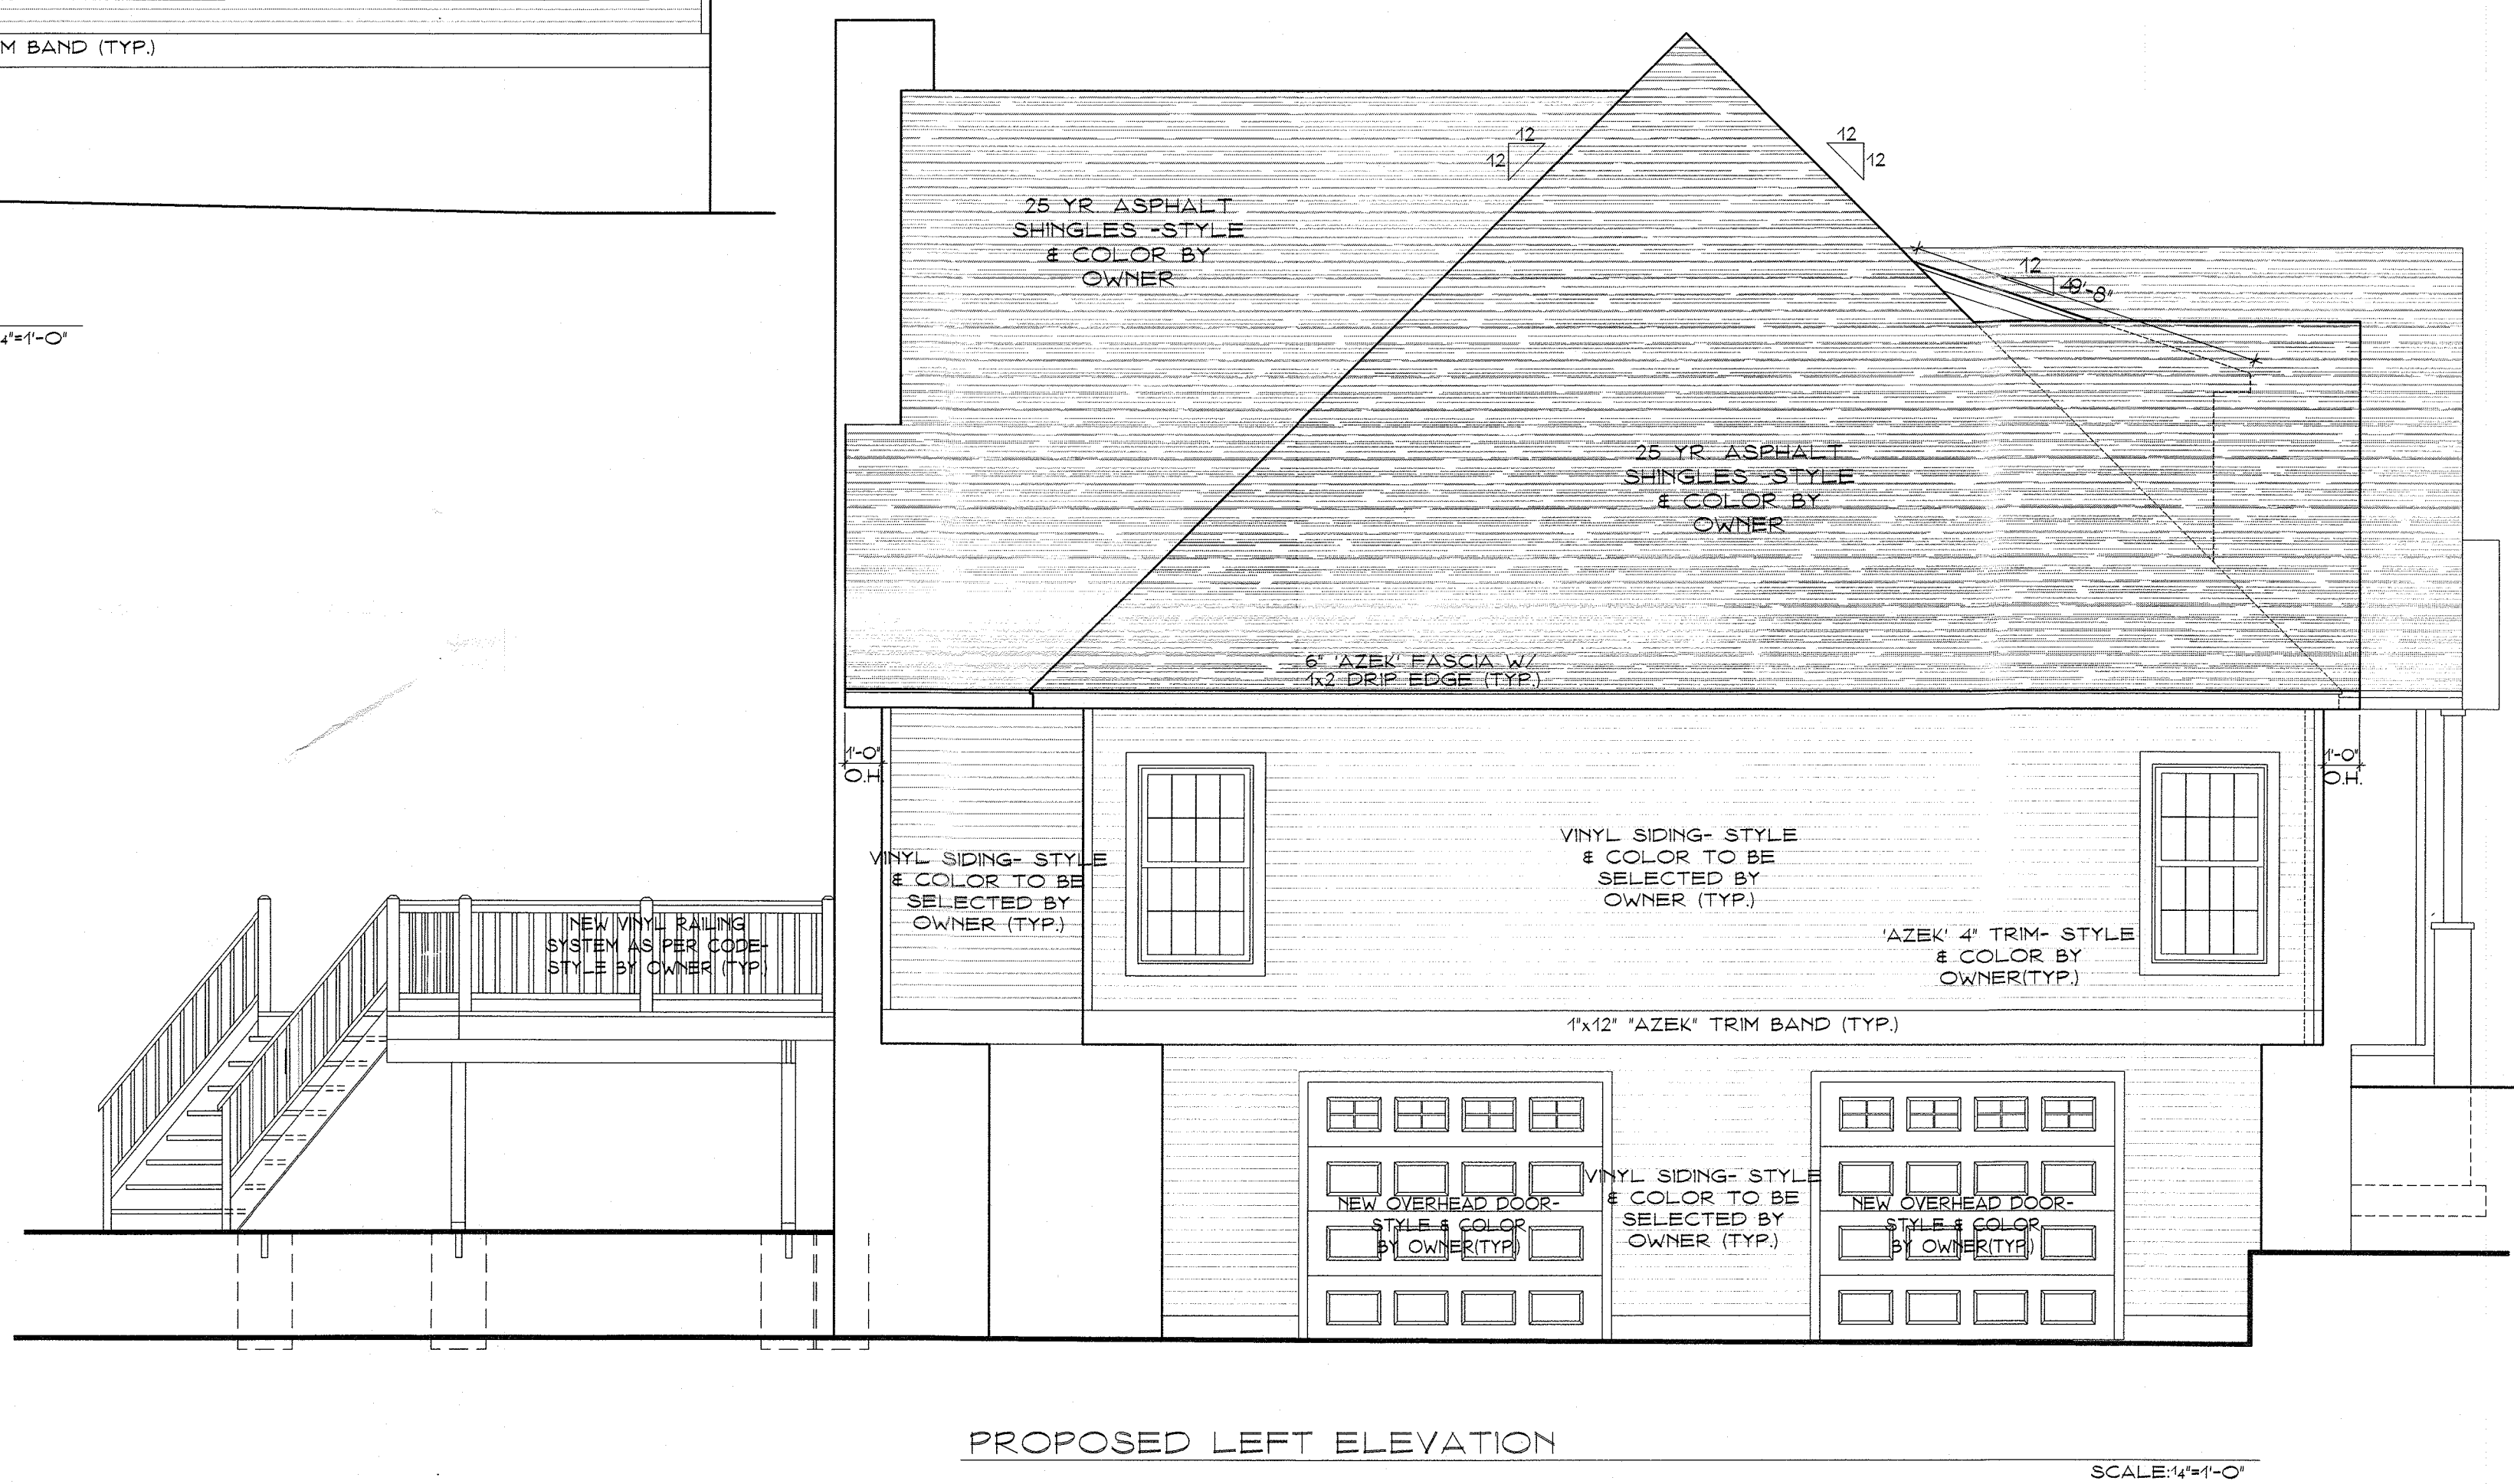 M BAND (TYP.)
4"=1'-0"
12
12
12
12
25 YR. ASPHALT
SHINGLES -STYLE
& COLOR BY
OWNER
12
9'-8"
25 YR. ASPHALT
SHINGLES -STYLE
& COLOR BY
OWNER
6" 'AZEK' FASCIA W/
1x2 DRIP EDGE (TYP.)
1'-0"
O.H.
1'-0"
O.H.
VINYL SIDING- STYLE
& COLOR TO BE
SELECTED BY
OWNER (TYP.)
VINYL SIDING- STYLE
& COLOR TO BE
SELECTED BY
OWNER (TYP.)
'AZEK' 4" TRIM- STYLE
& COLOR BY
OWNER(TYP.)
NEW VINYL RAILING
SYSTEM AS PER CODE-
STYLE BY OWNER (TYP.)
1"x12" "AZEK" TRIM BAND (TYP.)
NEW OVERHEAD DOOR-
STYLE & COLOR
BY OWNER(TYP.)
VINYL SIDING- STYLE
& COLOR TO BE
SELECTED BY
OWNER (TYP.)
NEW OVERHEAD DOOR-
STYLE & COLOR
BY OWNER(TYP.)
PROPOSED LEFT ELEVATION
SCALE:1/4"=1'-0"